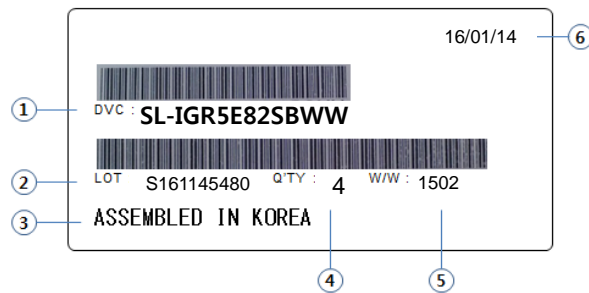 16/01/14 ⑥
① DVC : SL-IGR5E82SBWW
② LOT S161145480 Q'TY : 4 W/W : 1502
③ ASSEMBLED IN KOREA
④ ⑤